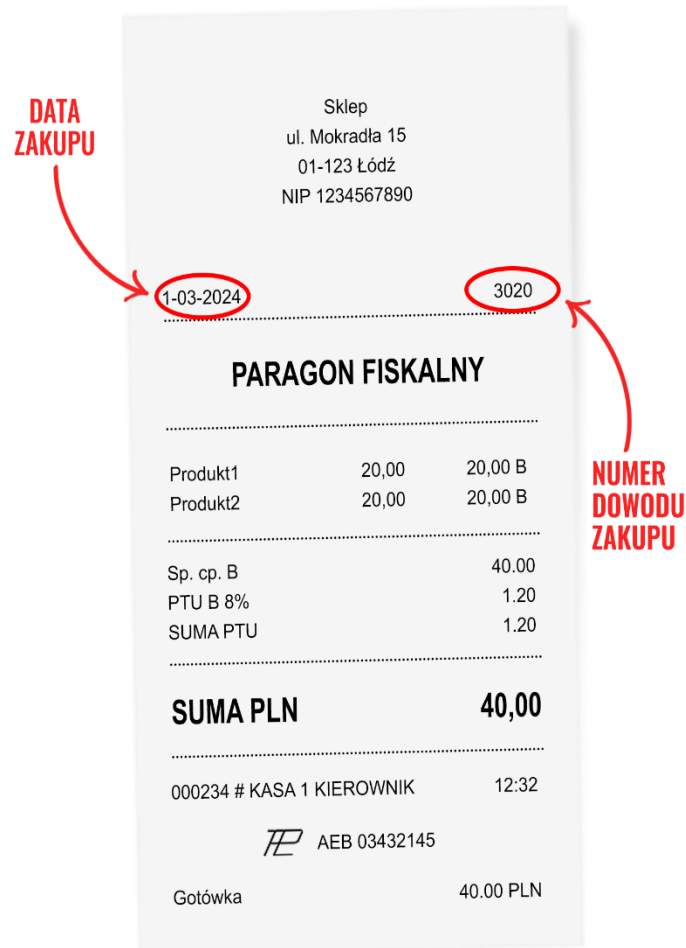 DATA
ZAKUPU
Sklep
ul. Mokradła 15
01-123 Łódź
NIP 1234567890
1-03-2024 3020
PARAGON FISKALNY
Produkt1 20,00 20,00 B
Produkt2 20,00 20,00 B
NUMER
DOWODU
ZAKUPU
Sp. cp. B 40.00
PTU B 8% 1.20
SUMA PTU 1.20
SUMA PLN 40,00
000234 # KASA 1 KIEROWNIK 12:32
AEB 03432145
Gotówka 40.00 PLN